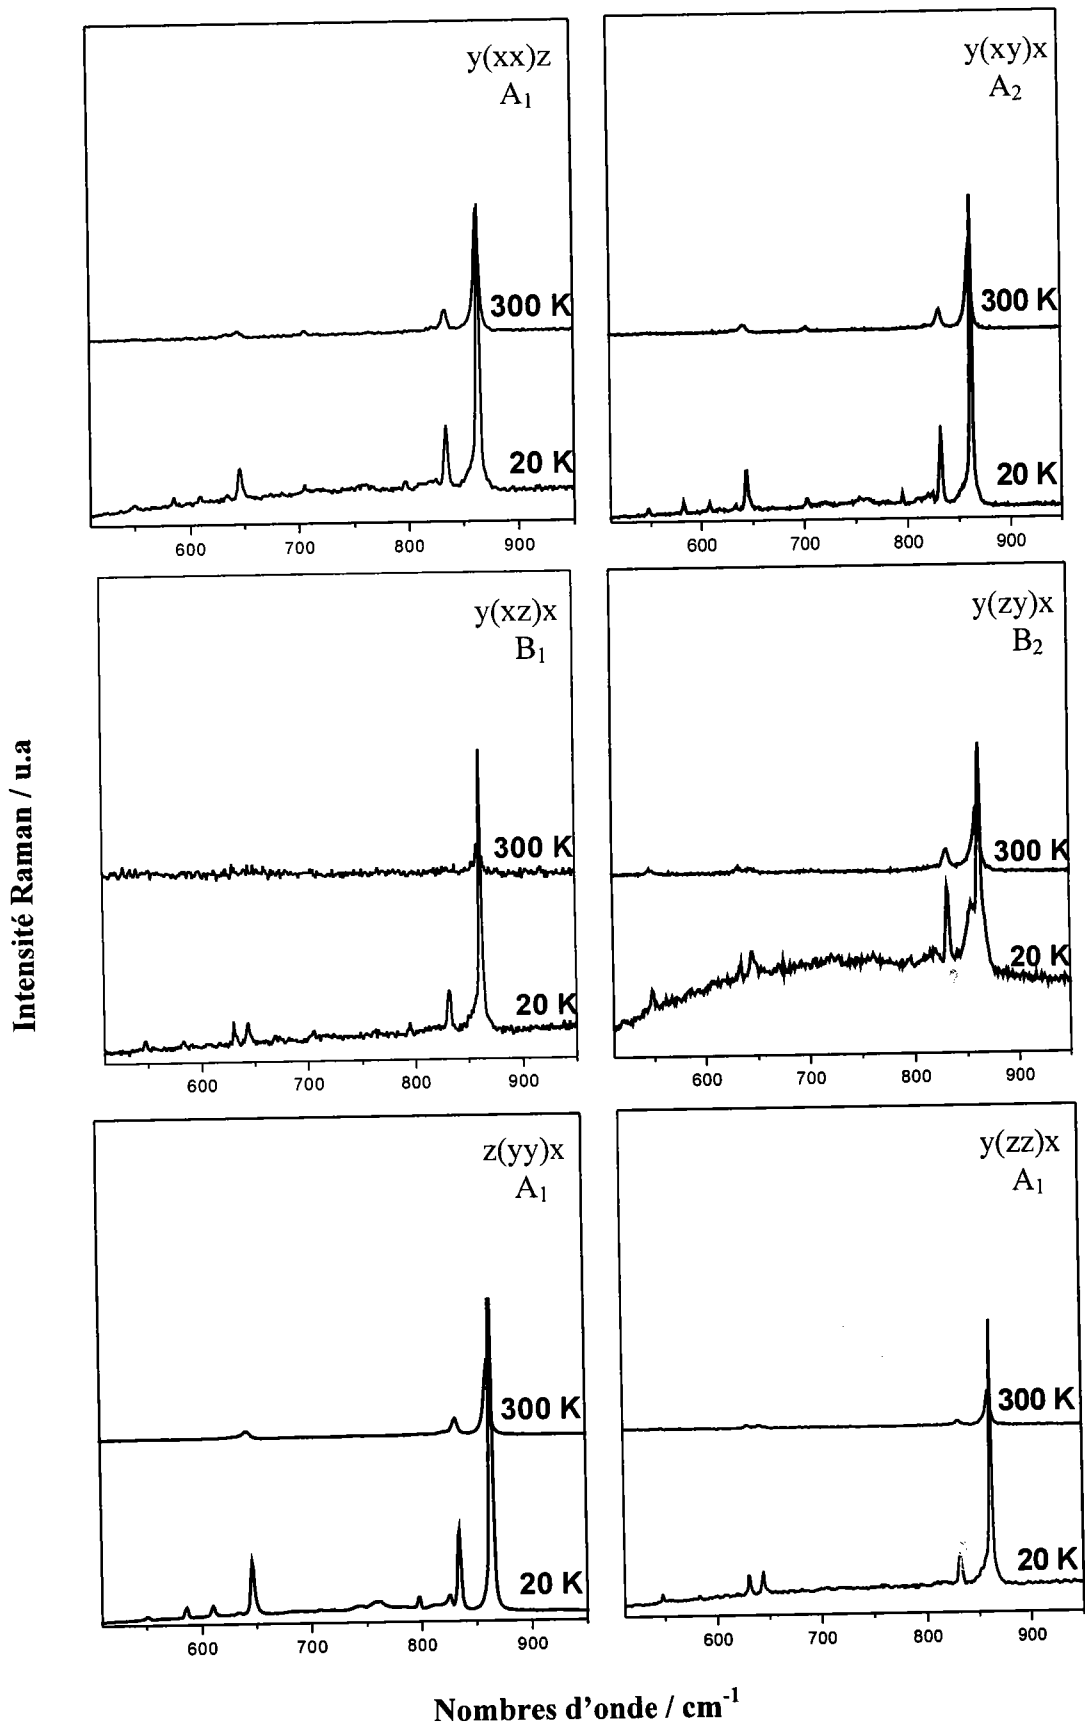 y(xx)z
A₁
300 K
20 K
600 700 800 900
y(xy)x
A₂
300 K
20 K
600 700 800 900
y(xz)x
B₁
300 K
20 K
600 700 800 900
y(zy)x
B₂
300 K
20 K
600 700 800 900
z(yy)x
A₁
300 K
20 K
600 700 800 900
y(zz)x
A₁
300 K
20 K
600 700 800 900
Intensité Raman / u.a
Nombres d’onde / cm⁻¹